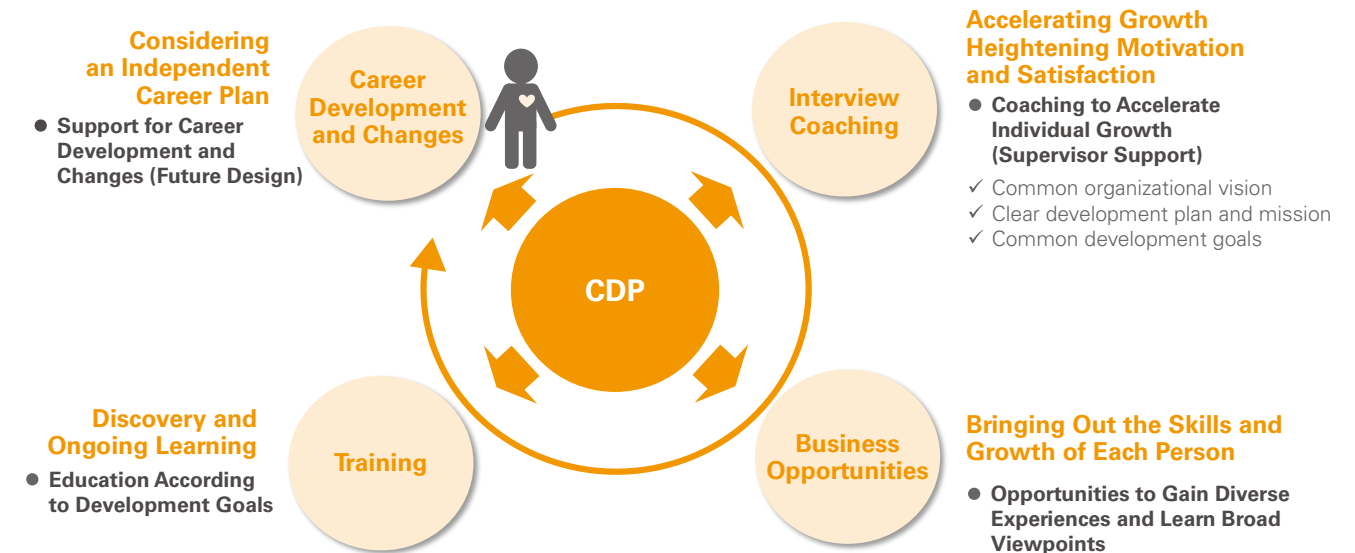 Considering
an Independent
Career Plan
● Support for Career
Development and
Changes (Future Design)
Career
Development
and Changes
Interview
Coaching
Accelerating Growth
Heightening Motivation
and Satisfaction
● Coaching to Accelerate
Individual Growth
(Supervisor Support)
✓ Common organizational vision
✓ Clear development plan and mission
✓ Common development goals
CDP
Discovery and
Ongoing Learning
● Education According
to Development Goals
Training
Business
Opportunities
Bringing Out the Skills and
Growth of Each Person
● Opportunities to Gain Diverse
Experiences and Learn Broad
Viewpoints